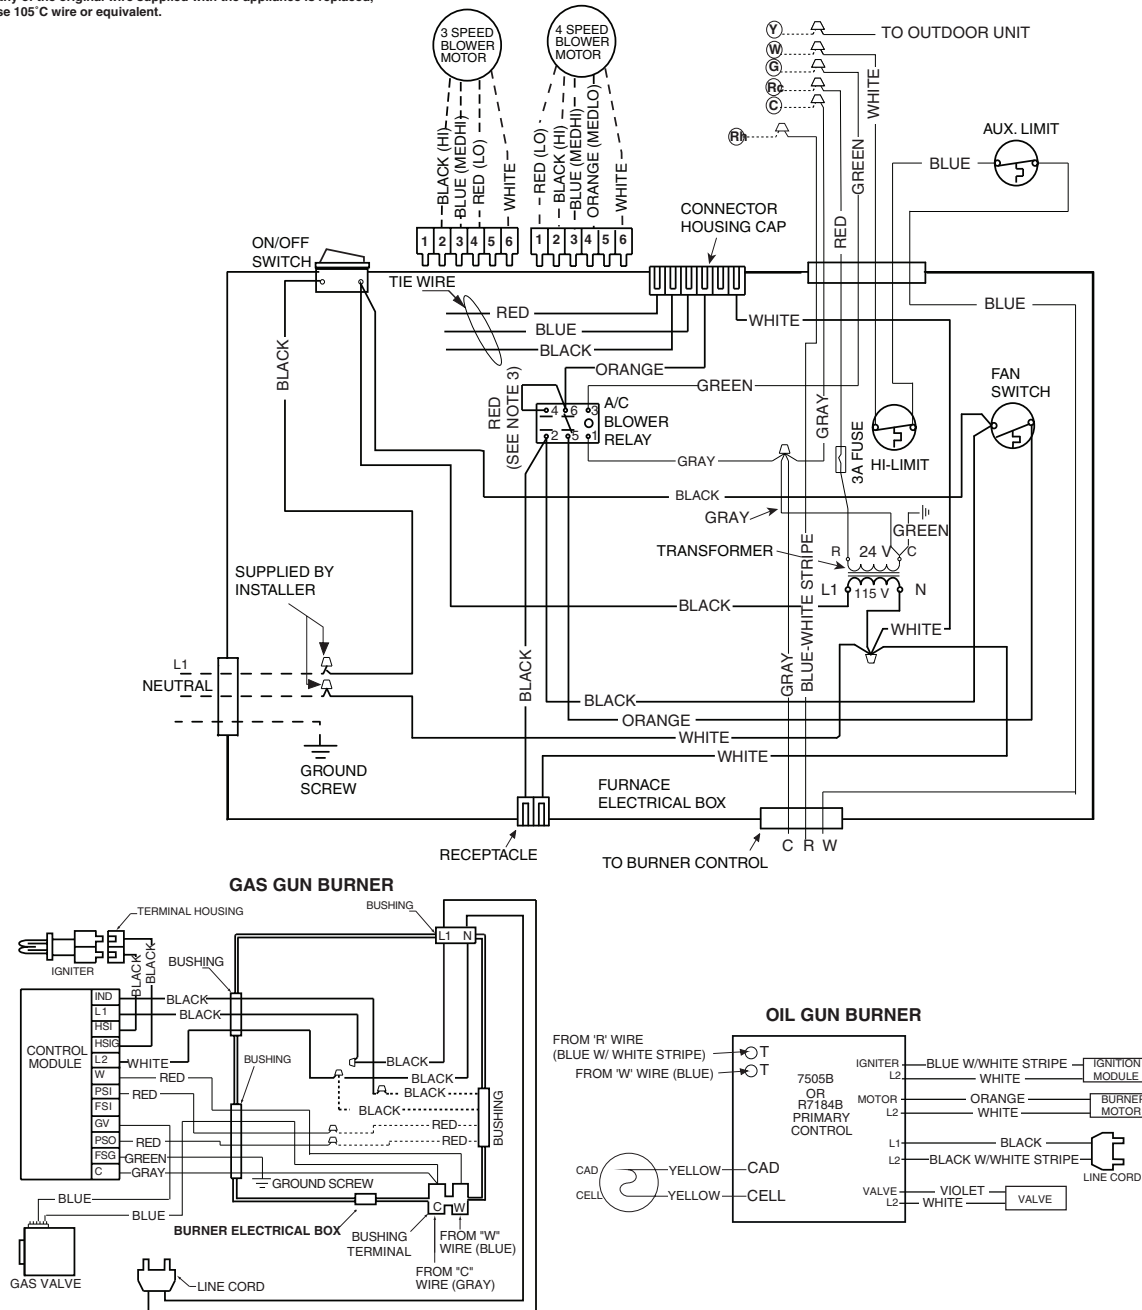 any of the original wire supplied with the appliance is replaced,
se 105˚C wire or equivalent.
3 SPEED
BLOWER
MOTOR
4 SPEED
BLOWER
MOTOR
BLACK (HI)
BLUE (MEDHI)
RED (LO)
WHITE
RED (LO)
BLACK (HI)
BLUE (MEDHI)
ORANGE (MEDLO)
WHITE
1 2 3 4 5 6
1 2 3 4 5 6
Y
W
G
Rc
C
Rh
TO OUTDOOR UNIT
WHITE
GREEN
RED
AUX. LIMIT
BLUE
CONNECTOR
HOUSING CAP
ON/OFF
SWITCH
TIE WIRE
RED
BLUE
BLACK
WHITE
BLUE
BLACK
ORANGE
GREEN
RED
(SEE NOTE 3)
4 6 3
2 5 1
A/C
BLOWER
RELAY
GRAY
GRAY
3A FUSE
HI-LIMIT
FAN
SWITCH
BLACK
GRAY
GREEN
TRANSFORMER
R 24 V C
L1 115 V N
SUPPLIED BY
INSTALLER
BLACK
WHITE
L1
NEUTRAL
BLACK
GRAY
BLUE-WHITE STRIPE
BLACK
ORANGE
WHITE
WHITE
GROUND
SCREW
FURNACE
ELECTRICAL BOX
RECEPTACLE
TO BURNER CONTROL
C R W
GAS GUN BURNER
TERMINAL HOUSING
BUSHING
L1 N
IGNITER
BLACK
BLACK
BUSHING
CONTROL
MODULE
IND
L1
HSI
HSIG
L2
W
PSI
FSI
GV
PSO
FSG
C
BLACK
BLACK
WHITE
RED
RED
RED
GREEN
GRAY
BUSHING
BLACK
BLACK
BLACK
BLACK
RED
RED
BUSHING
GROUND SCREW
BLUE
BLUE
GAS VALVE
BURNER ELECTRICAL BOX
BUSHING
TERMINAL
C W
FROM "W"
WIRE (BLUE)
FROM "C"
WIRE (GRAY)
LINE CORD
OIL GUN BURNER
FROM 'R' WIRE
(BLUE W/ WHITE STRIPE)
T
FROM 'W' WIRE (BLUE)
T
7505B
OR
R7184B
PRIMARY
CONTROL
IGNITER
L2
BLUE W/WHITE STRIPE
WHITE
IGNITION
MODULE
MOTOR
L2
ORANGE
WHITE
BURNER
MOTOR
L1
L2
BLACK
BLACK W/WHITE STRIPE
LINE CORD
VALVE
L2
VIOLET
WHITE
VALVE
CAD
CELL
YELLOW
YELLOW
CAD
CELL